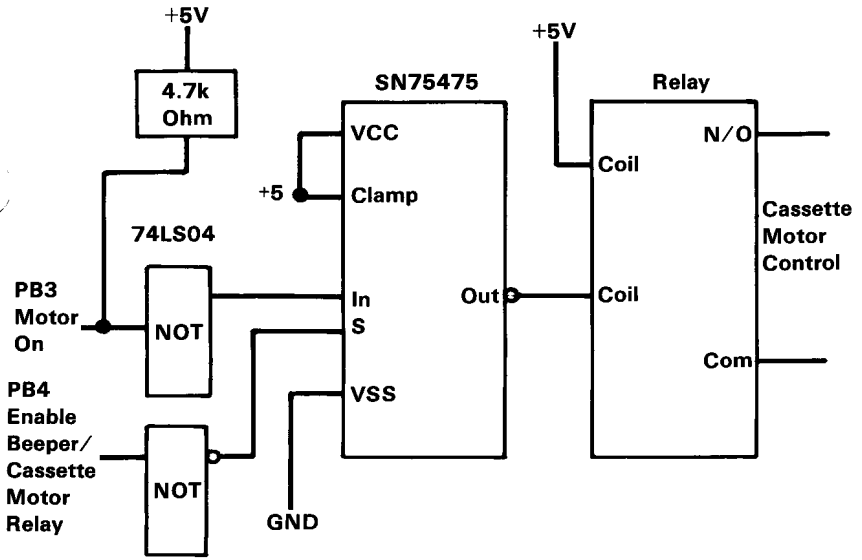 +5V
4.7k
Ohm
SN75475
VCC
+5
Clamp
74LS04
PB3
Motor
On
NOT
In
S
VSS
Out
PB4
Enable
Beeper/
Cassette
Motor
Relay
NOT
GND
+5V
Relay
N/O
Coil
Cassette
Motor
Control
Coil
Com